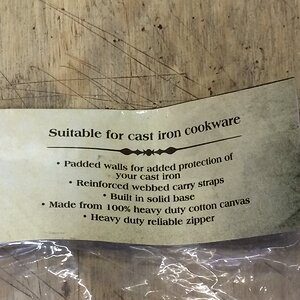 Suitable for cast iron cookware
• Padded walls for added protection of
your cast iron
• Reinforced webbed carry straps
• Built in solid base
• Made from 100% heavy duty cotton canvas
• Heavy duty reliable zipper